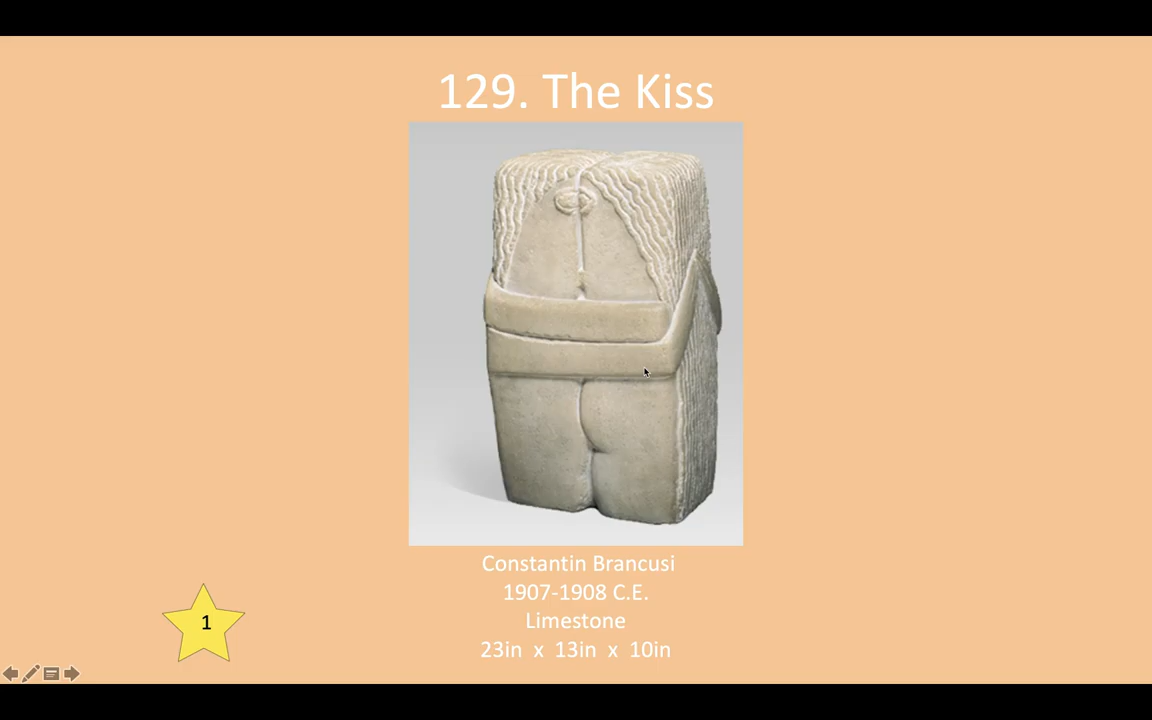 129. The Kiss
Constantin Brancusi
1907-1908 C.E.
Limestone
23in x 13in x 10in
1